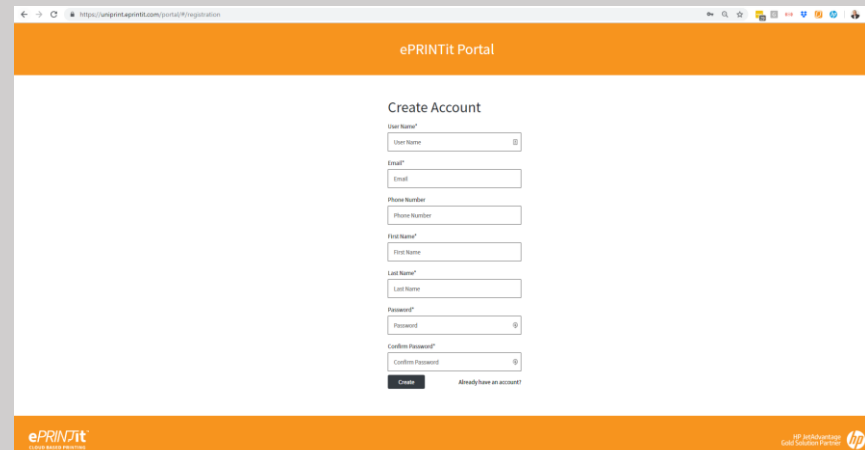 https://uniprint.eprintit.com/portal/#/registration
ePRINTit Portal
Create Account
User Name*
User Name
Email*
Email
Phone Number
Phone Number
First Name*
First Name
Last Name*
Last Name
Password*
Password
Confirm Password*
Confirm Password
Create
Already have an account?
ePRINTit
CLOUD BASED PRINTING
HP JetAdvantage
Gold Solution Partner
hp